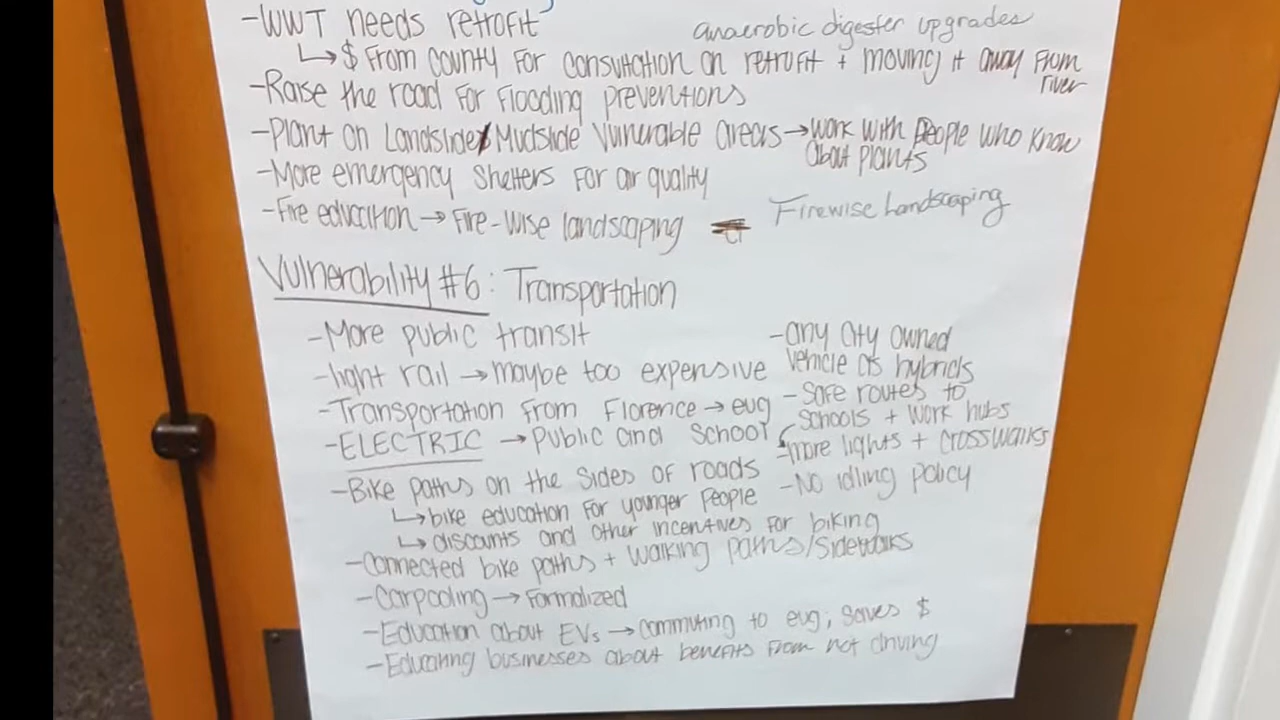 -WWT needs retrofit
anaerobic digester upgrades
↳$ From county For consultation on retrofit + moving it away From river
-Raise the road For Flooding preventions
-Plant on Landslide/Mudslide Vulnerable areas→work with People who know about plants
-More emergency Shelters For air quality
-Fire education → Fire-wise landscaping
Firewise Landscaping
Vulnerability #6: Transportation
-More public transit
-light rail → maybe too expensive
-Transportation From Florence → eug
-ELECTRIC → Public and School
-Bike paths on the sides of roads
↳bike education For younger people
↳ discounts and other incentives For biking
-Connected bike paths + walking paths/sidewalks
-Carpooling → Formalized
-Education about EVs → commuting to eug; saves $
-Educating businesses about benefits From not driving
-any city owned
vehicle as hybrids
- Safe routes to
schools + work hubs
-more lights + crosswalks
-No idling policy